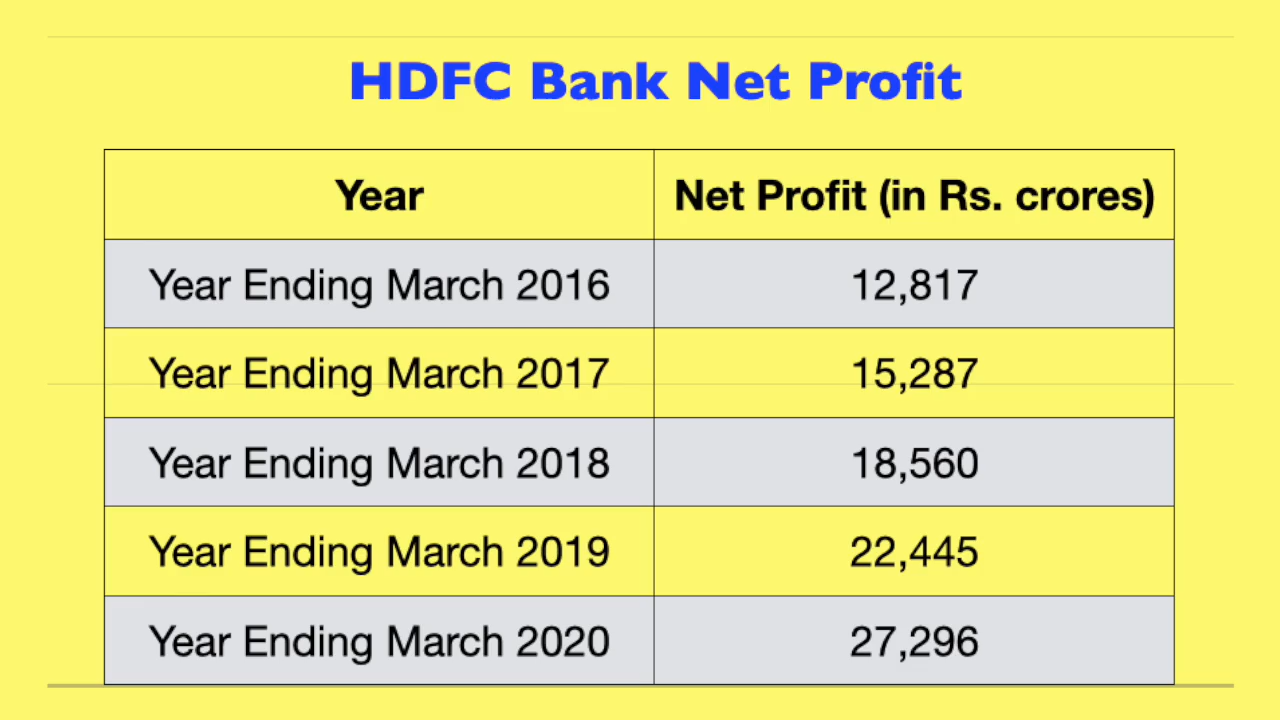 HDFC Bank Net Profit
Year Net Profit (in Rs. crores)
Year Ending March 2016 12,817
Year Ending March 2017 15,287
Year Ending March 2018 18,560
Year Ending March 2019 22,445
Year Ending March 2020 27,296